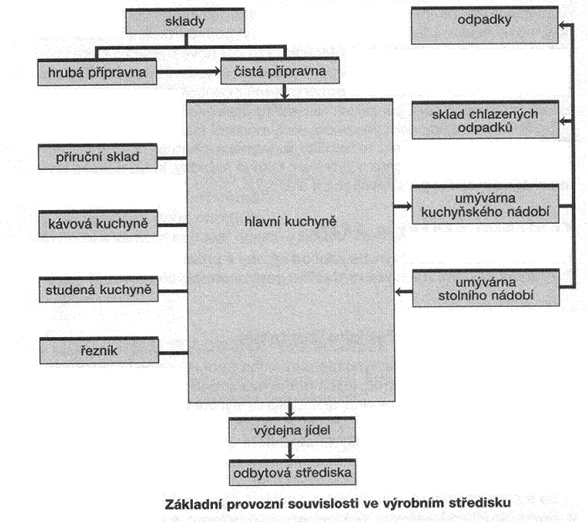 sklady
odpadky
hrubá přípravna
čistá přípravna
sklad chlazených
odpadků
příruční sklad
umývárna
kuchyňského nádobí
kávová kuchyně
hlavní kuchyně
studená kuchyně
umývárna
stolního nádobí
řezník
výdejna jídel
odbytová střediska
Základní provozní souvislosti ve výrobním středisku